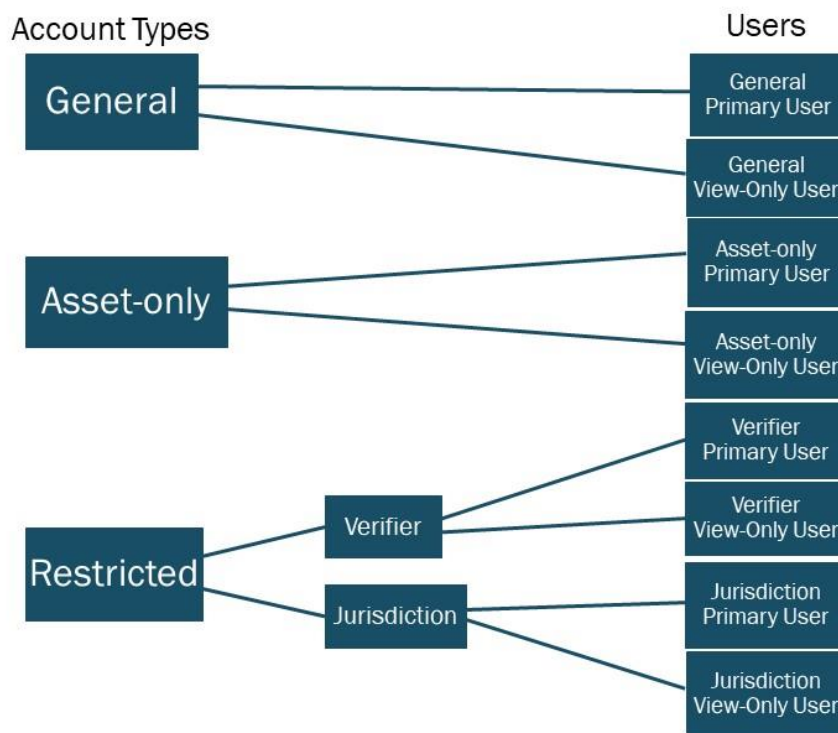 Account Types
Users
General
General
Primary User
General
View-Only User
Asset-only
Asset-only
Primary User
Asset-only
View-Only User
Restricted
Verifier
Verifier
Primary User
Verifier
View-Only User
Jurisdiction
Jurisdiction
Primary User
Jurisdiction
View-Only User